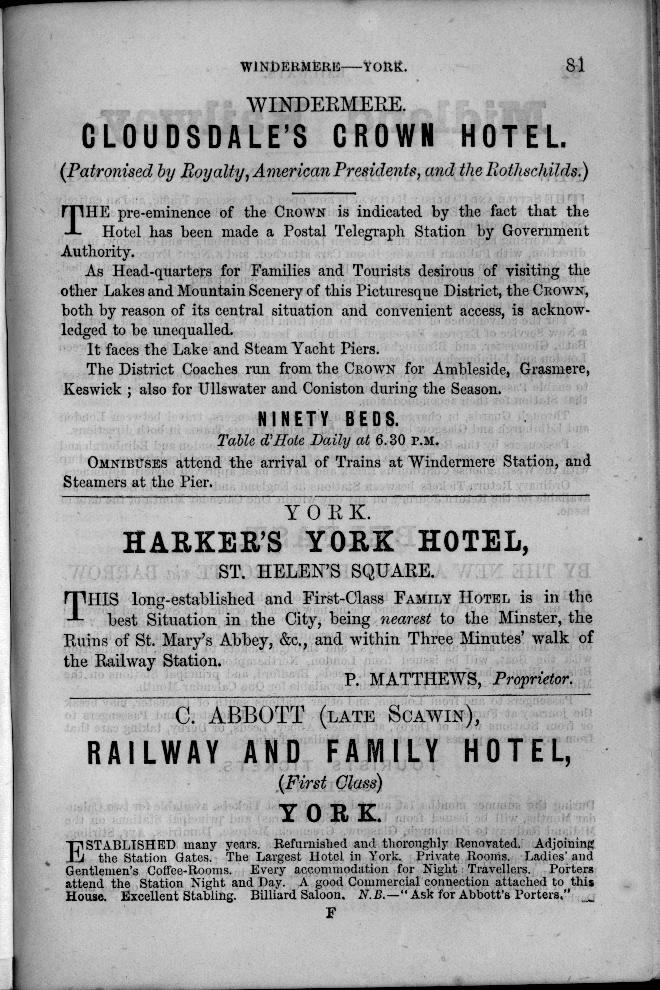 WINDERMERE—YORK. 81
WINDERMERE.
CLOUDSDALE'S CROWN HOTEL.
(Patronised by Royalty, American Presidents, and the Rothschilds.)
THE pre-eminence of the CROWN is indicated by the fact that the
Hotel has been made a Postal Telegraph Station by Government
Authority.
As Head-quarters for Families and Tourists desirous of visiting the
other Lakes and Mountain Scenery of this Picturesque District, the CROWN,
both by reason of its central situation and convenient access, is acknow-
ledged to be unequalled.
It faces the Lake and Steam Yacht Piers.
The District Coaches run from the CROWN for Ambleside, Grasmere,
Keswick ; also for Ullswater and Coniston during the Season.
NINETY BEDS.
Table d'Hote Daily at 6.30 P.M.
OMNIBUSES attend the arrival of Trains at Windermere Station, and
Steamers at the Pier.
YORK.
HARKER'S YORK HOTEL,
ST. HELEN'S SQUARE.
THIS long-established and First-Class FAMILY HOTEL is in the
best Situation in the City, being nearest to the Minster, the
Ruins of St. Mary's Abbey, &c., and within Three Minutes' walk of
the Railway Station.
P. MATTHEWS, Proprietor.
C. ABBOTT (LATE SCAWIN),
RAILWAY AND FAMILY HOTEL,
(First Class)
YORK.
ESTABLISHED many years. Refurnished and thoroughly Renovated. Adjoining
the Station Gates. The Largest Hotel in York. Private Rooms. Ladies' and
Gentlemen's Coffee-Rooms. Every accommodation for Night Travellers. Porters
attend the Station Night and Day. A good Commercial connection attached to this
House. Excellent Stabling. Billiard Saloon. N.B.—"Ask for Abbott's Porters."
F